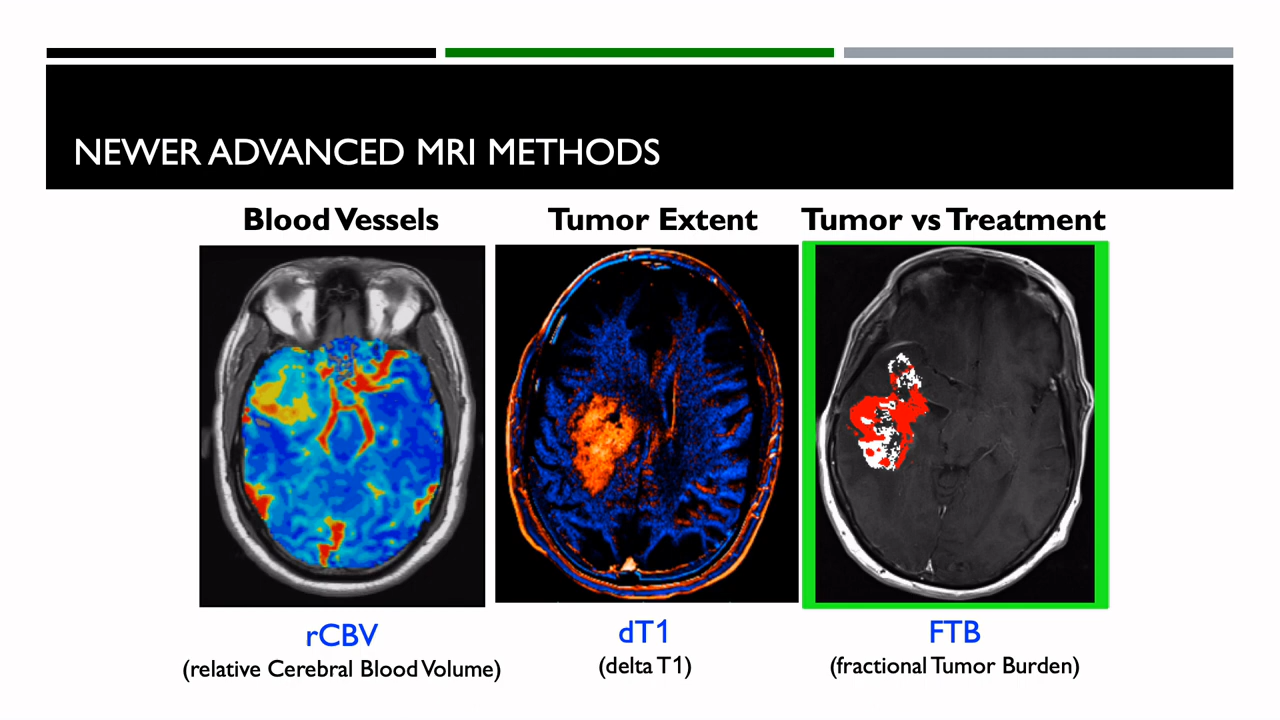 NEWER ADVANCED MRI METHODS
Blood Vessels
Tumor Extent
Tumor vs Treatment
rCBV
(relative Cerebral Blood Volume)
dT1
(delta T1)
FTB
(fractional Tumor Burden)